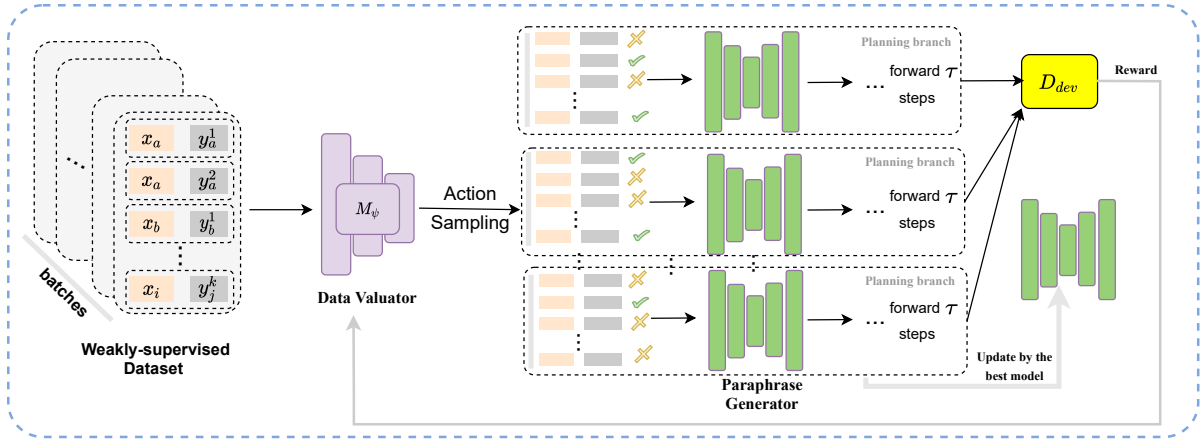 x_a y_a^1
x_a y_a^2
x_b y_b^1
x_i y_j^k
batches
Weakly-supervised
Dataset
M_ψ
Data Valuator
Action
Sampling
Planning branch
... forward τ
steps
Planning branch
... forward τ
steps
Planning branch
... forward τ
steps
Paraphrase
Generator
D_dev
Reward
Update by the
best model